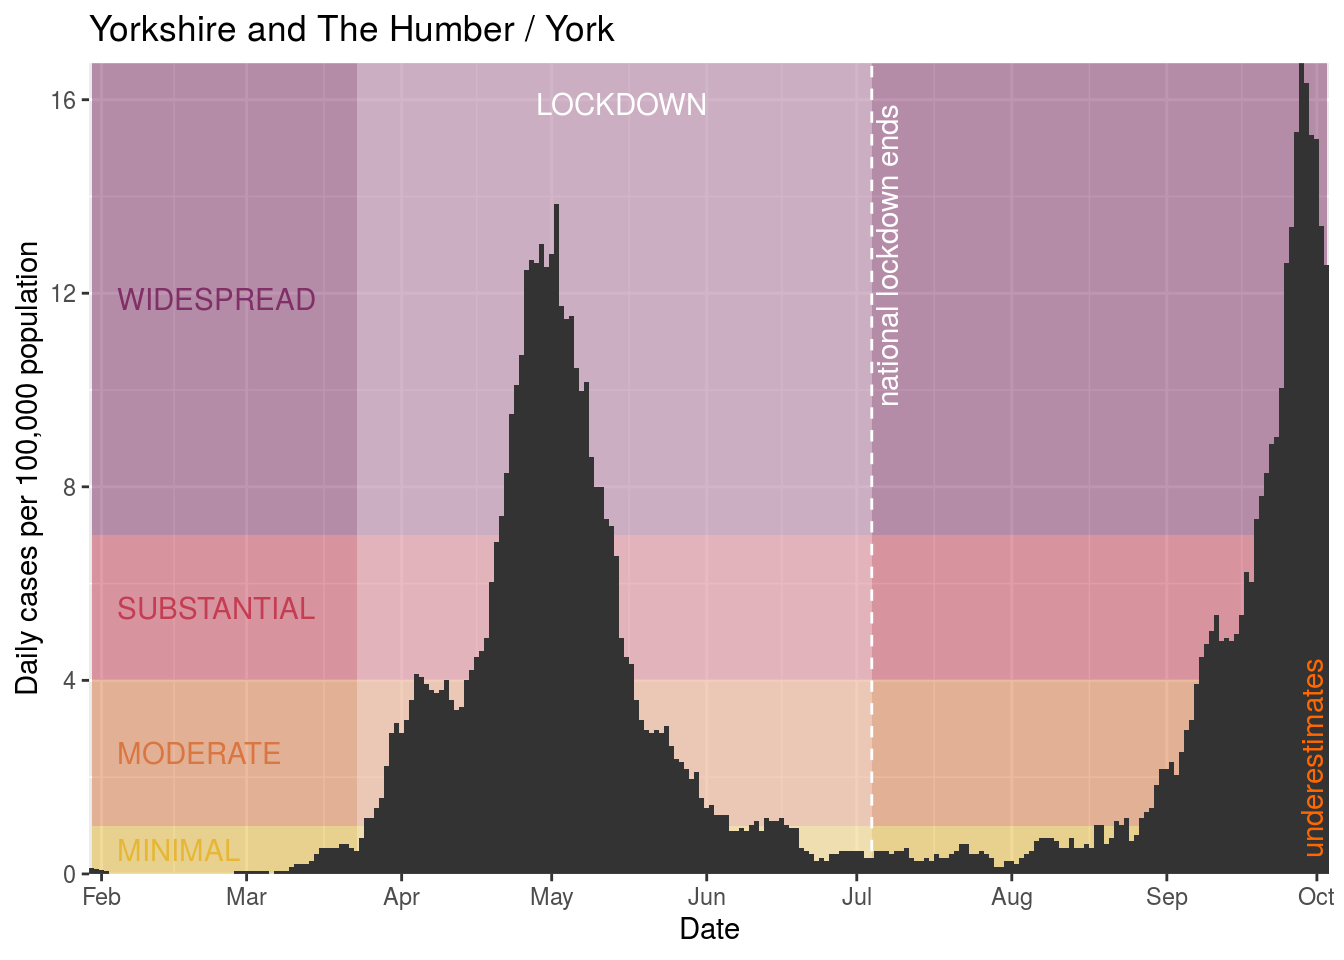 Yorkshire and The Humber / York
Daily cases per 100,000 population
16
12
8
4
0
LOCKDOWN
national lockdown ends
WIDESPREAD
SUBSTANTIAL
MODERATE
MINIMAL
underestimates
Feb Mar Apr May Jun Jul Aug Sep Oct
Date